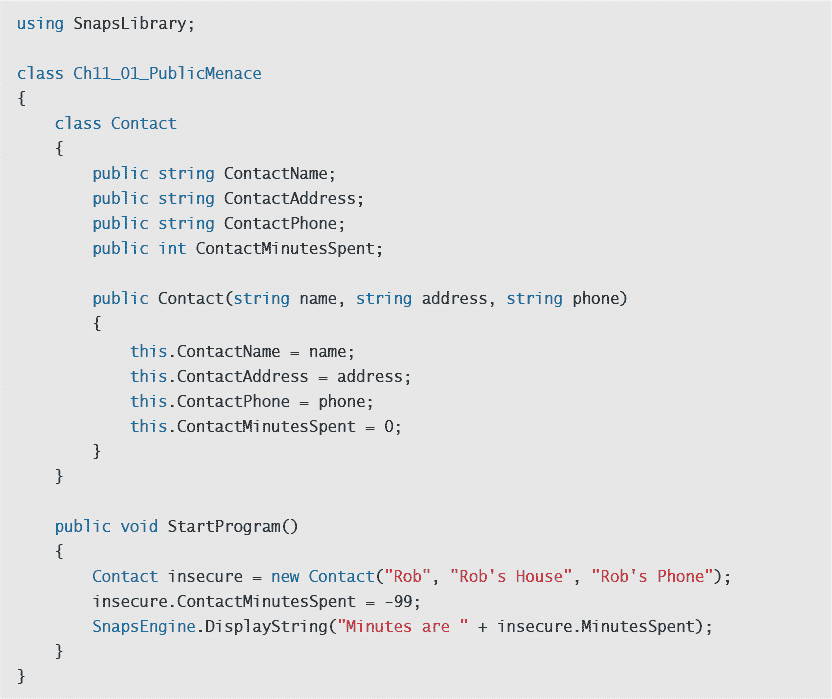 using SnapsLibrary;
class Ch11_01_PublicMenace
{
class Contact
{
public string ContactName;
public string ContactAddress;
public string ContactPhone;
public int ContactMinutesSpent;
public Contact(string name, string address, string phone)
{
this.ContactName = name;
this.ContactAddress = address;
this.ContactPhone = phone;
this.ContactMinutesSpent = 0;
}
}
public void StartProgram()
{
Contact insecure = new Contact("Rob", "Rob's House", "Rob's Phone");
insecure.ContactMinutesSpent = -99;
SnapsEngine.DisplayString("Minutes are " + insecure.MinutesSpent);
}
}